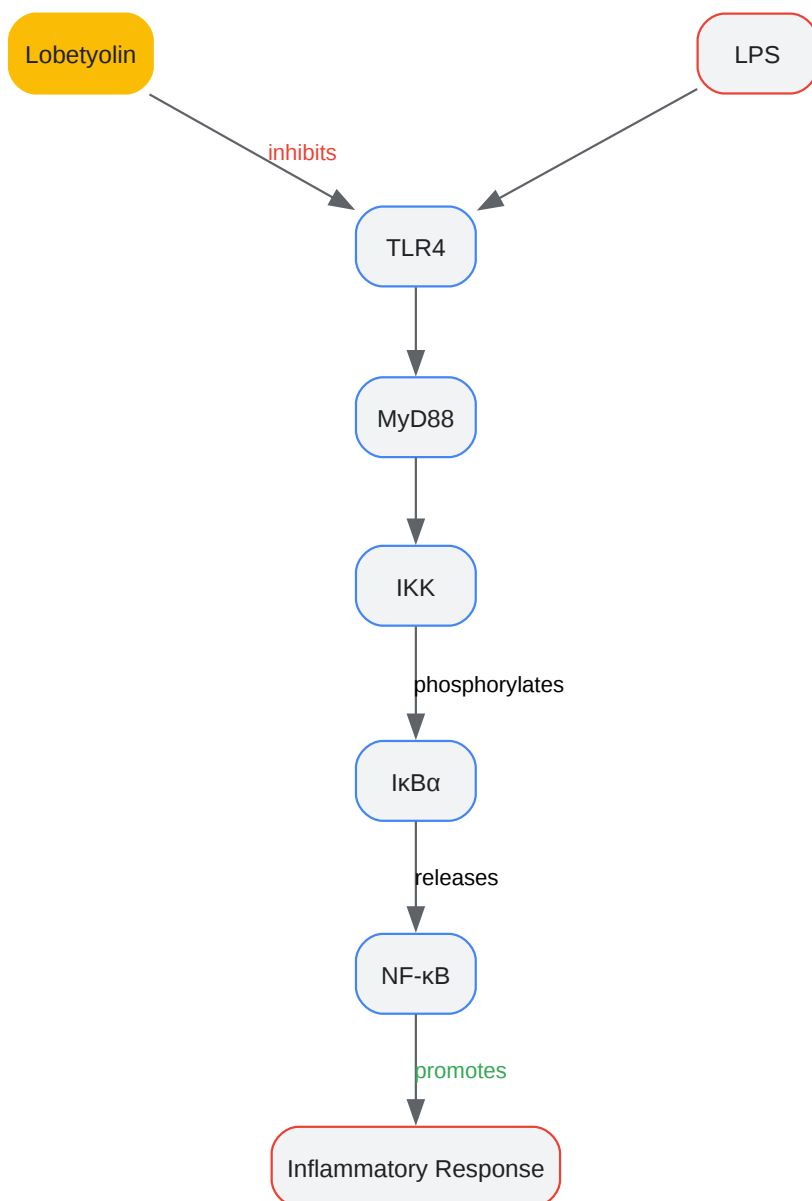 Lobetyolin
LPS
inhibits
TLR4
MyD88
IKK
phosphorylates
IκBα
releases
NF-κB
promotes
Inflammatory Response